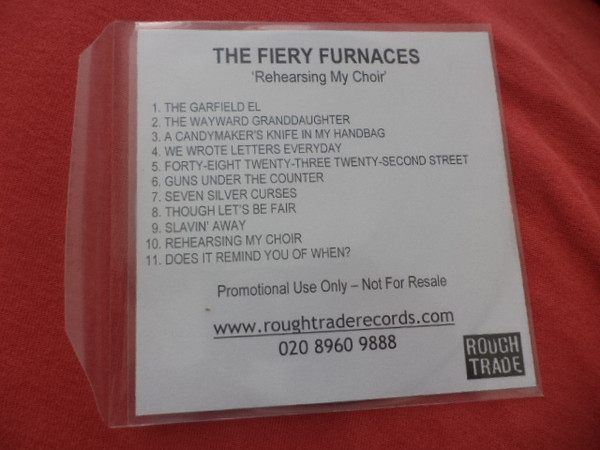 THE FIERY FURNACES
'Rehearsing My Choir'
1. THE GARFIELD EL
2. THE WAYWARD GRANDDAUGHTER
3. A CANDYMAKER'S KNIFE IN MY HANDBAG
4. WE WROTE LETTERS EVERYDAY
5. FORTY-EIGHT TWENTY-THREE TWENTY-SECOND STREET
6. GUNS UNDER THE COUNTER
7. SEVEN SILVER CURSES
8. THOUGH LET'S BE FAIR
9. SLAVIN' AWAY
10. REHEARSING MY CHOIR
11. DOES IT REMIND YOU OF WHEN?
Promotional Use Only – Not For Resale
www.roughtraderecords.com
020 8960 9888
ROUGH
TRADE